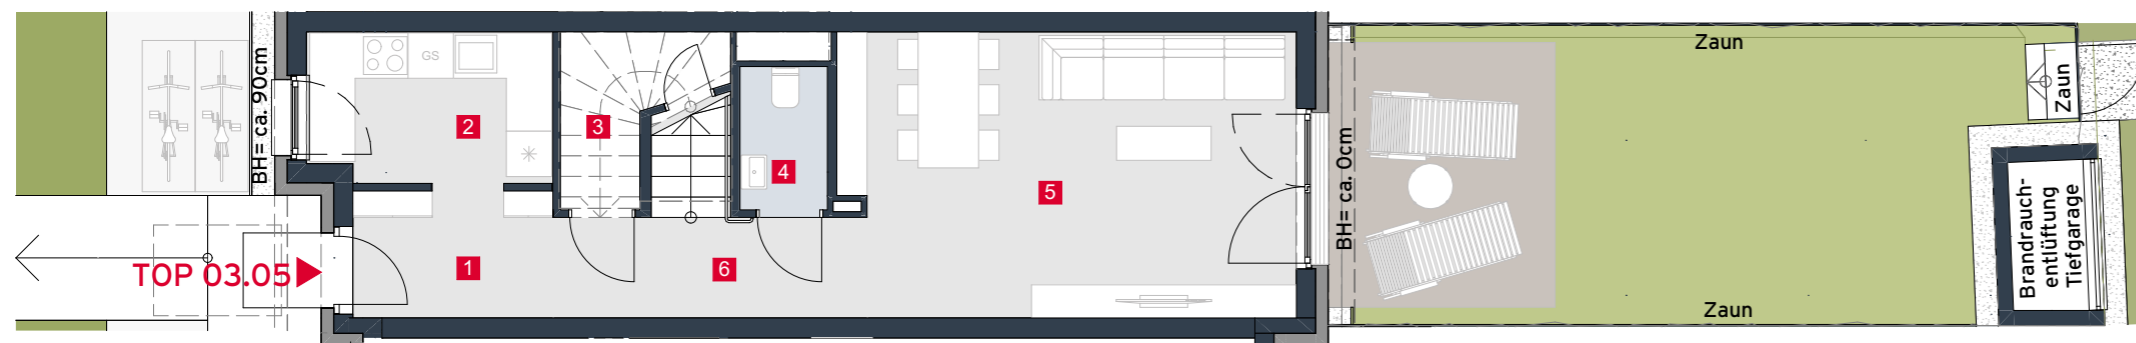 BH= ca. 90cm
GS
2
3
4
5
1
6
TOP 03.05
BH= ca. 0cm
Zaun
Zaun
Zaun
Brandrauch-
entlüftung
Tiefgarage